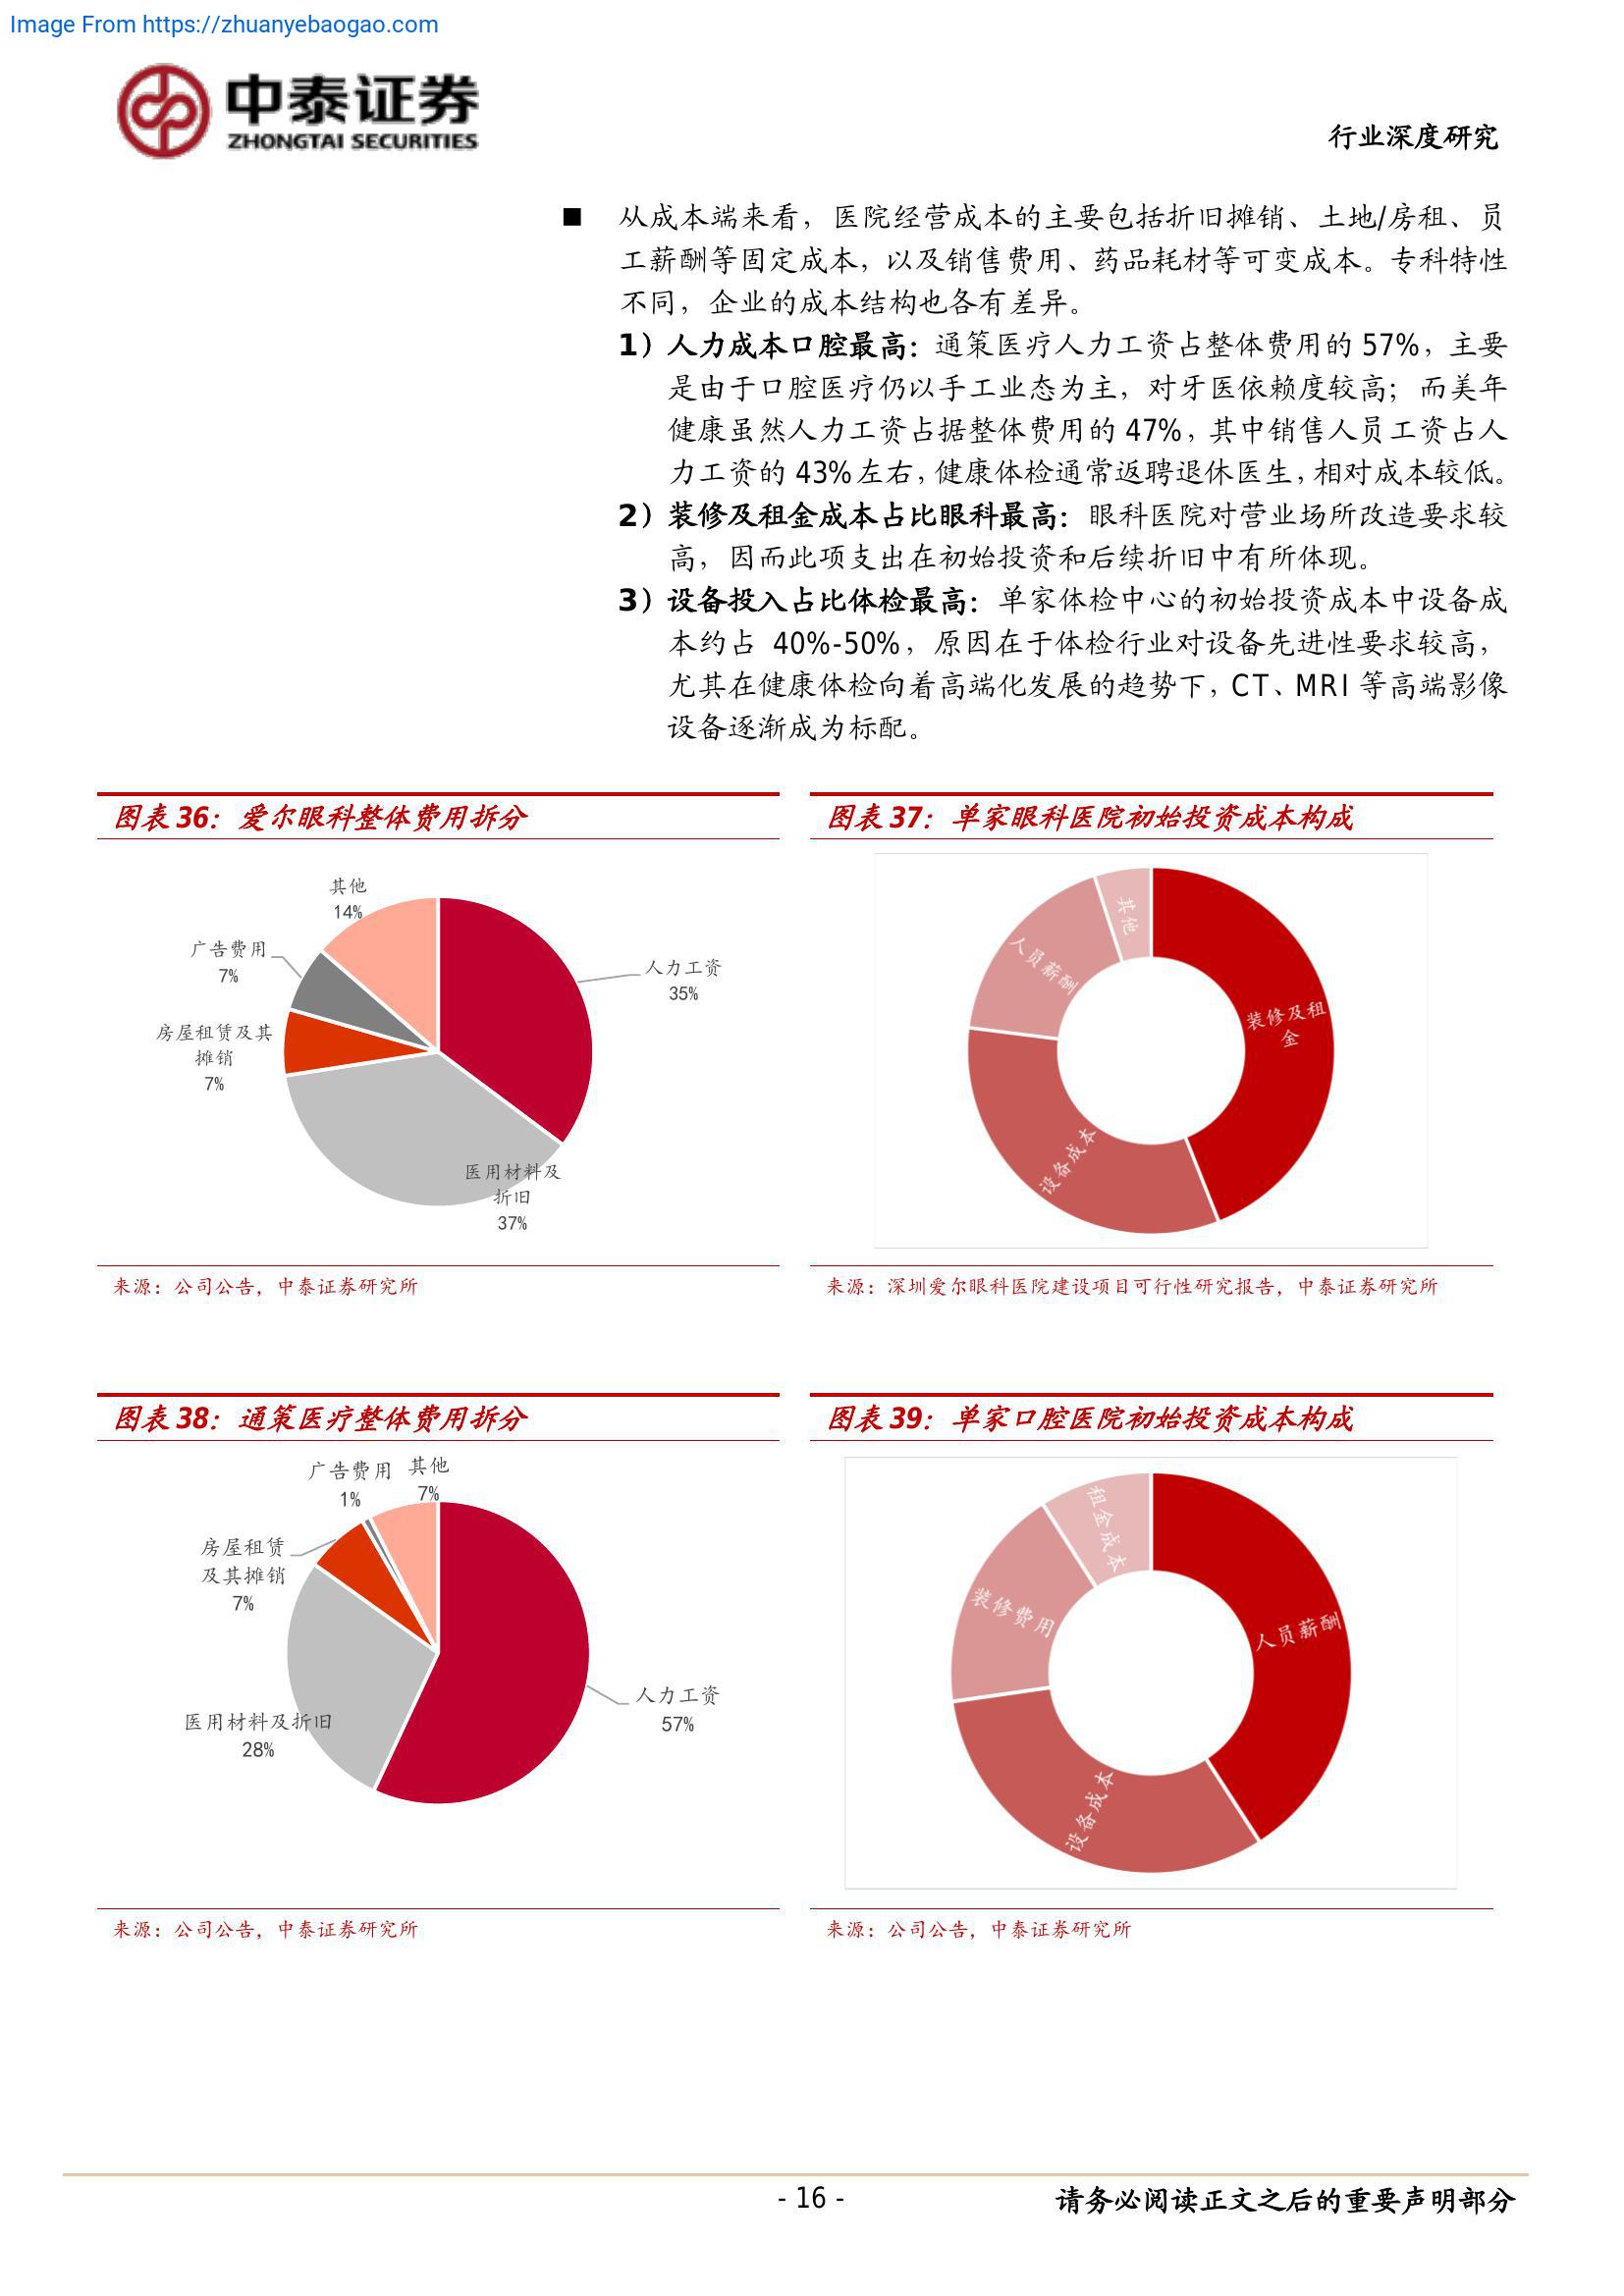 Image From https://zhuanyebaogao.com
中泰证券
ZHONGTAI SECURITIES
行业深度研究
■ 从成本端来看，医院经营成本的主要包括折旧摊销、土地/房租、员
工薪酬等固定成本，以及销售费用、药品耗材等可变成本。专科特性
不同，企业的成本结构也各有差异。
1）人力成本口腔最高：通策医疗人力工资占整体费用的 57%，主要
是由于口腔医疗仍以手工业态为主，对牙医依赖度较高；而美年
健康虽然人力工资占据整体费用的 47%，其中销售人员工资占人
力工资的 43%左右，健康体检通常返聘退休医生，相对成本较低。
2）装修及租金成本占比眼科最高：眼科医院对营业场所改造要求较
高，因而此项支出在初始投资和后续折旧中有所体现。
3）设备投入占比体检最高：单家体检中心的初始投资成本中设备成
本约占 40%-50%，原因在于体检行业对设备先进性要求较高，
尤其在健康体检向着高端化发展的趋势下，CT、MRI 等高端影像
设备逐渐成为标配。
图表 36：爱尔眼科整体费用拆分
其他
14%
广告费用
7%
房屋租赁及其
摊销
7%
人力工资
35%
医用材料及
折旧
37%
来源：公司公告，中泰证券研究所
图表 37：单家眼科医院初始投资成本构成
其他
人员薪酬
装修及租
金
设备成本
来源：深圳爱尔眼科医院建设项目可行性研究报告，中泰证券研究所
图表 38：通策医疗整体费用拆分
广告费用
1%
其他
7%
房屋租赁
及其摊销
7%
人力工资
57%
医用材料及折旧
28%
来源：公司公告，中泰证券研究所
图表 39：单家口腔医院初始投资成本构成
租金成本
装修费用
人员薪酬
设备成本
来源：公司公告，中泰证券研究所
- 16 -
请务必阅读正文之后的重要声明部分